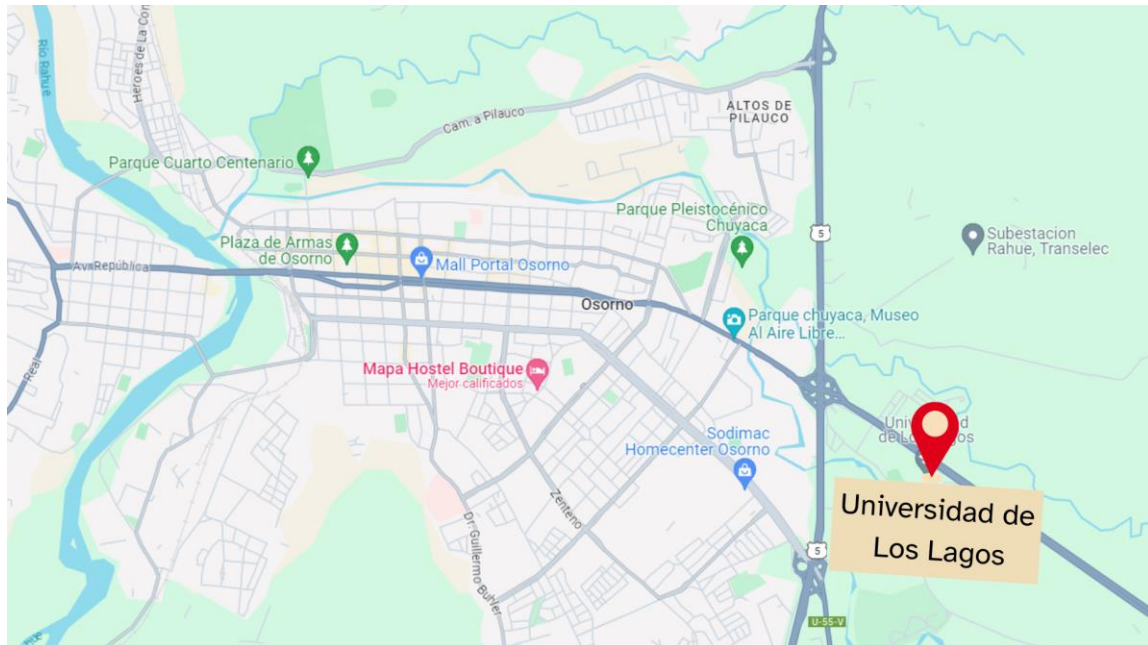 Río Rahue
Heroes de La Con
Cam. a Pilauco
ALTOS DE
PILAUCO
Parque Cuarto Centenario
Parque Pleistocénico
Chuyaca
5
Subestacion
Rahue, Transelec
Plaza de Armas
de Osorno
Av. República
Mall Portal Osorno
Osorno
Parque chuyaca, Museo
Al Aire Libre...
Real
Mapa Hostel Boutique
Mejor calificados
Sodimac
Homecenter Osorno
Zenteno
Dr. Guillermo Buhler
Universidad de
Los Lagos
5
U-55-V